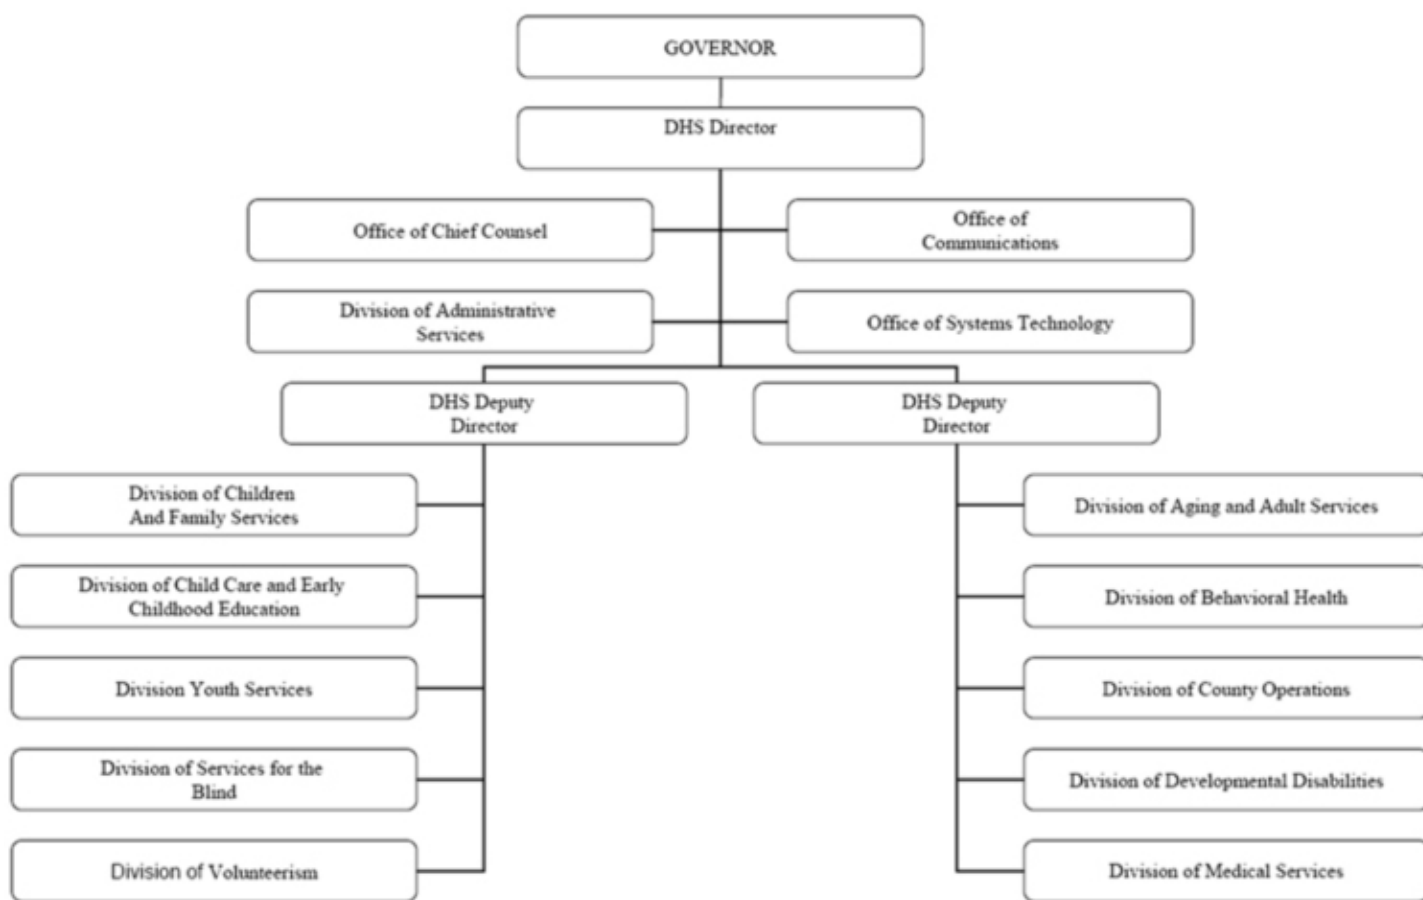 GOVERNOR
DHS Director
Office of Chief Counsel
Office of
Communications
Division of Administrative
Services
Office of Systems Technology
DHS Deputy
Director
DHS Deputy
Director
Division of Children
And Family Services
Division of Aging and Adult Services
Division of Child Care and Early
Childhood Education
Division of Behavioral Health
Division Youth Services
Division of County Operations
Division of Services for the
Blind
Division of Developmental Disabilities
Division of Volunteerism
Division of Medical Services